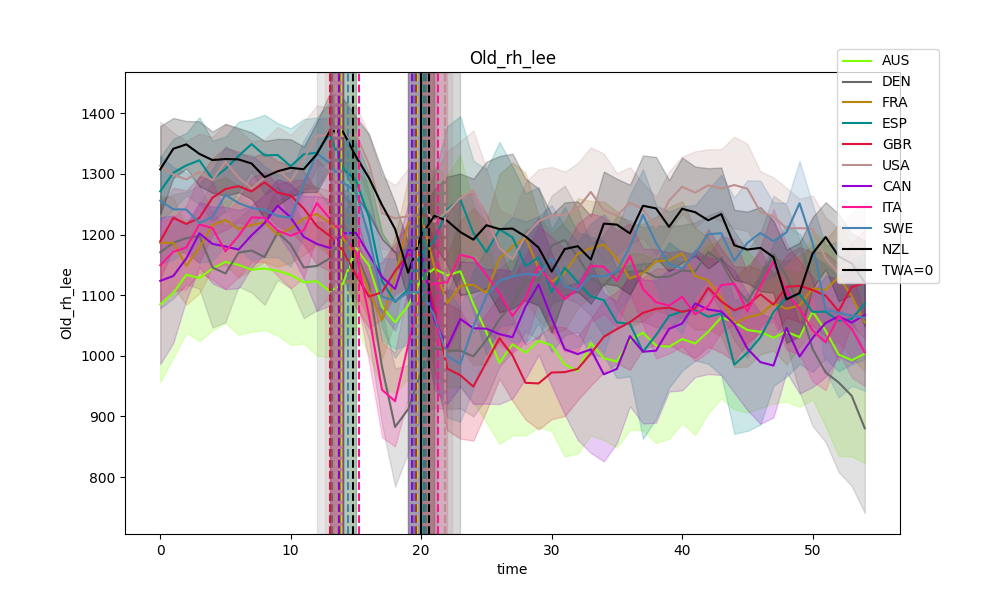 Old_rh_lee
AUS
DEN
FRA
ESP
GBR
USA
CAN
ITA
SWE
NZL
TWA=0
Old_rh_lee
1400
1300
1200
1100
1000
900
800
0 10 20 30 40 50
time